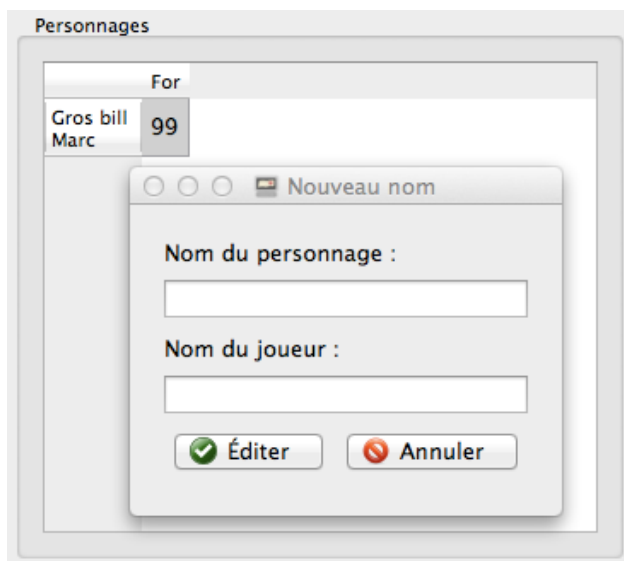 Personnages
For
Gros bill
Marc
99
Nouveau nom
Nom du personnage :
Nom du joueur :
Éditer
Annuler